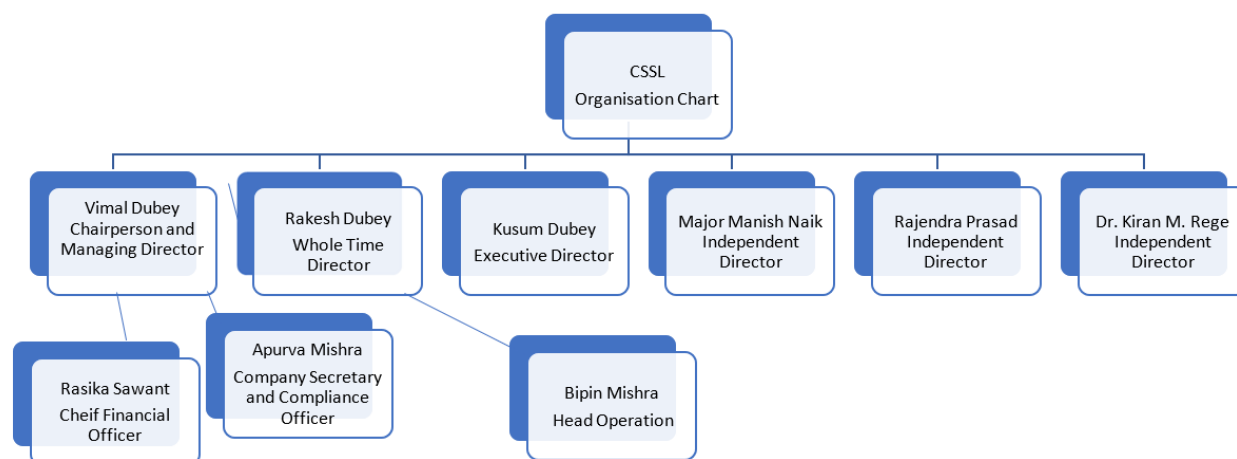 CSSL
Organisation Chart
Vimal Dubey
Chairperson and
Managing Director
Rakesh Dubey
Whole Time
Director
Kusum Dubey
Executive Director
Major Manish Naik
Independent
Director
Rajendra Prasad
Independent
Director
Dr. Kiran M. Rege
Independent
Director
Rasika Sawant
Cheif Financial
Officer
Apurva Mishra
Company Secretary
and Compliance
Officer
Bipin Mishra
Head Operation